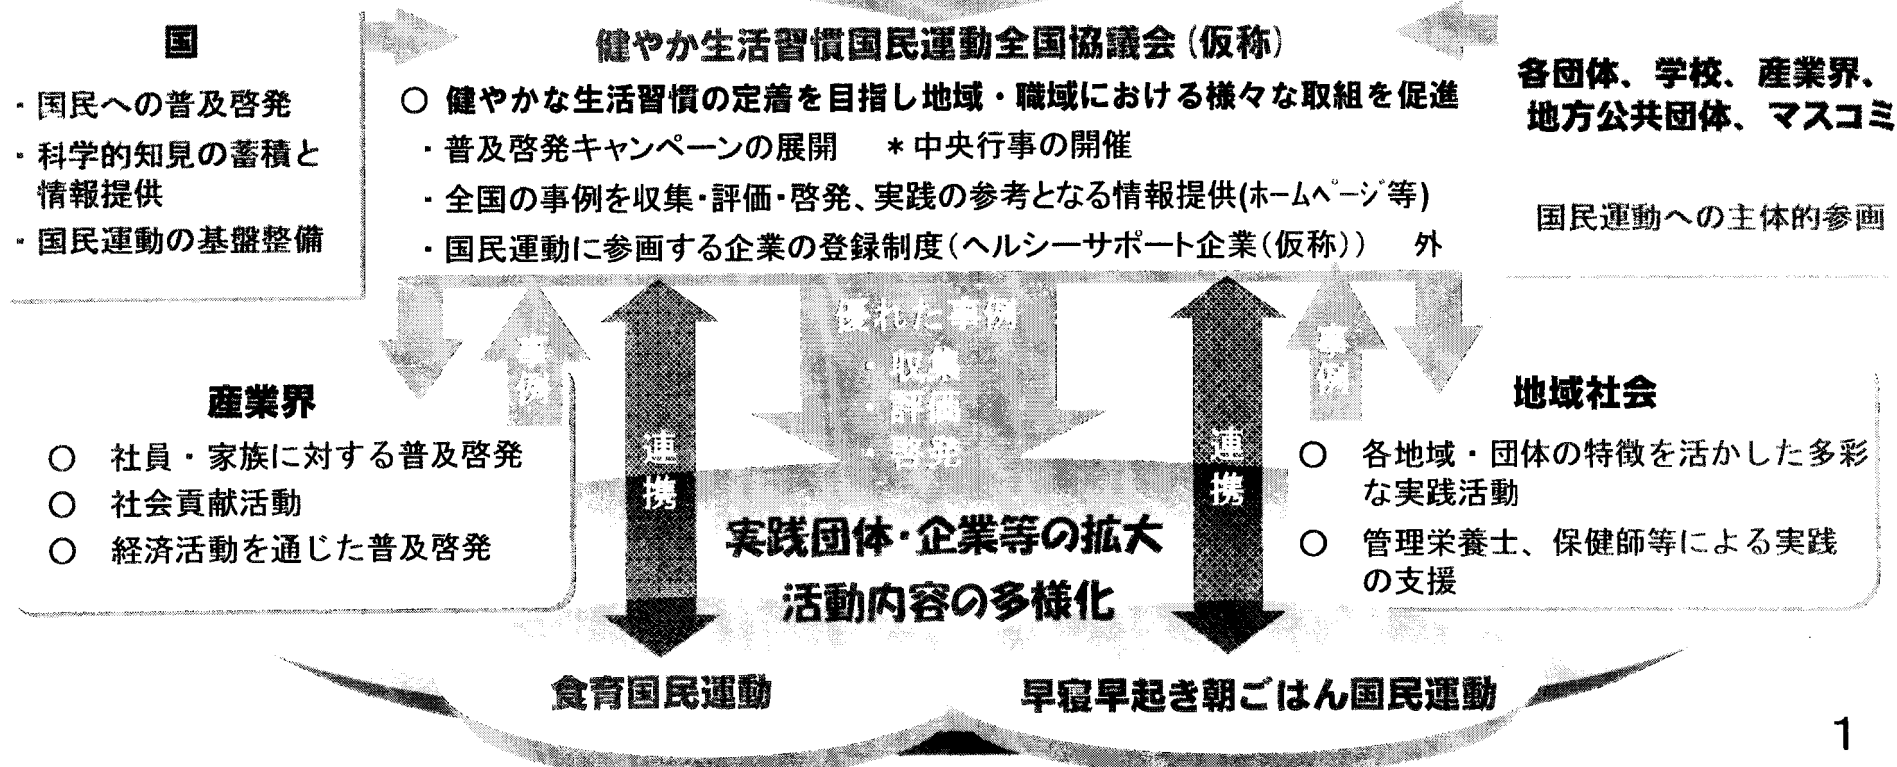 国
・国民への普及啓発
・科学的知見の蓄積と
情報提供
・国民運動の基盤整備
健やか生活習慣国民運動全国協議会(仮称)
○ 健やかな生活習慣の定着を目指し地域・職域における様々な取組を促進
・普及啓発キャンペーンの展開　＊中央行事の開催
・全国の事例を収集・評価・啓発、実践の参考となる情報提供(ﾎｰﾑﾍﾟｰｼﾞ等)
・国民運動に参画する企業の登録制度(ヘルシーサポート企業(仮称))　外
各団体、学校、産業界、
地方公共団体、マスコミ
国民運動への主体的参画
優れた事例
・収集
・評価
・啓発
事例
事例
連携
連携
産業界
○ 社員・家族に対する普及啓発
○ 社会貢献活動
○ 経済活動を通じた普及啓発
実践団体・企業等の拡大
活動内容の多様化
地域社会
○ 各地域・団体の特徴を活かした多彩
な実践活動
○ 管理栄養士、保健師等による実践
の支援
食育国民運動
早寝早起き朝ごはん国民運動
1